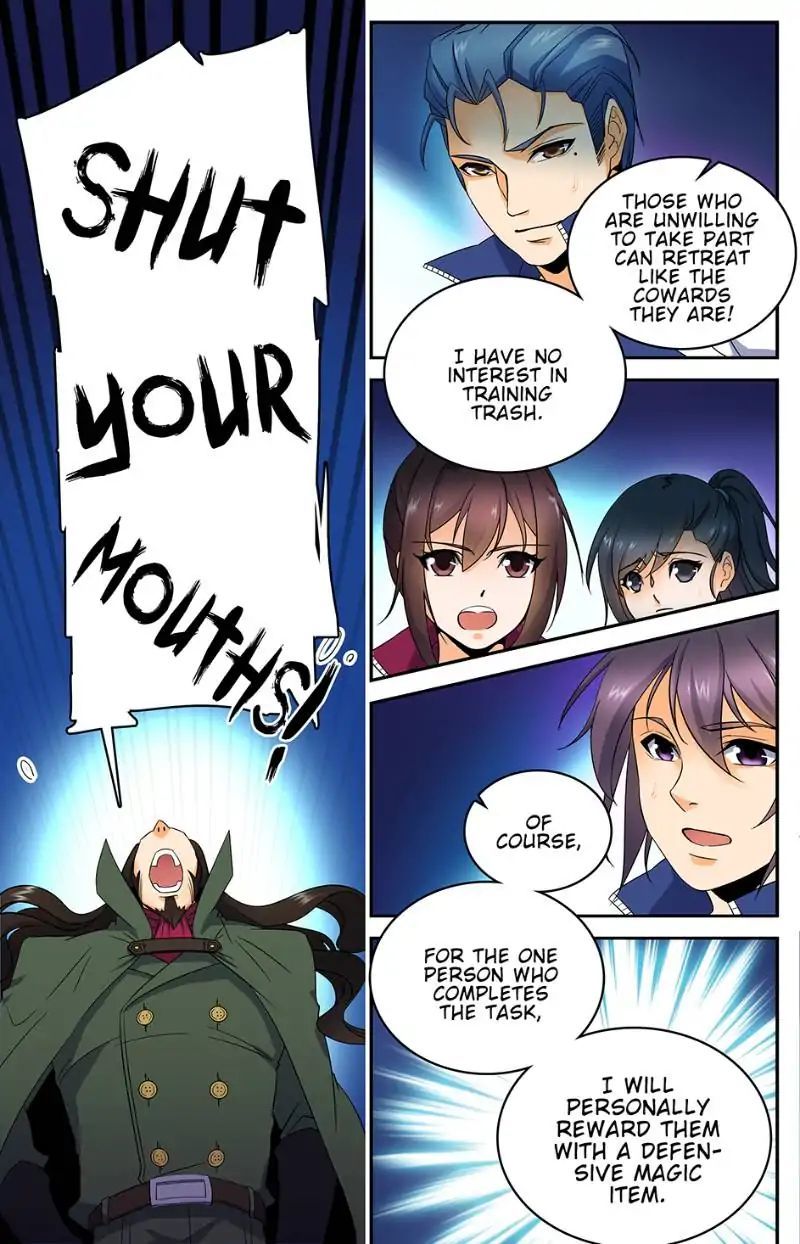 SHUT
YOUR
MOUTHS!
THOSE WHO
ARE UNWILLING
TO TAKE PART
CAN RETREAT
LIKE THE
COWARDS
THEY ARE!
I HAVE NO
INTEREST IN
TRAINING
TRASH.
OF
COURSE,
FOR THE ONE
PERSON WHO
COMPLETES
THE TASK,
I WILL
PERSONALLY
REWARD THEM
WITH A DEFEN-
SIVE MAGIC
ITEM.